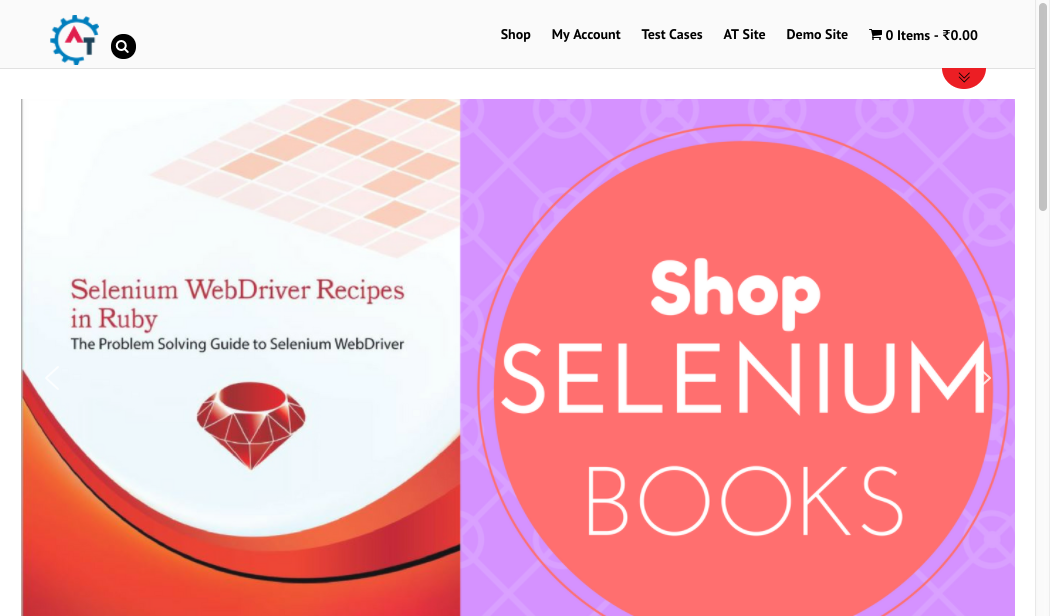 AT
Shop My Account Test Cases AT Site Demo Site 0 Items - ₹0.00
Selenium WebDriver Recipes
in Ruby
The Problem Solving Guide to Selenium WebDriver
Shop
SELENIUM
BOOKS